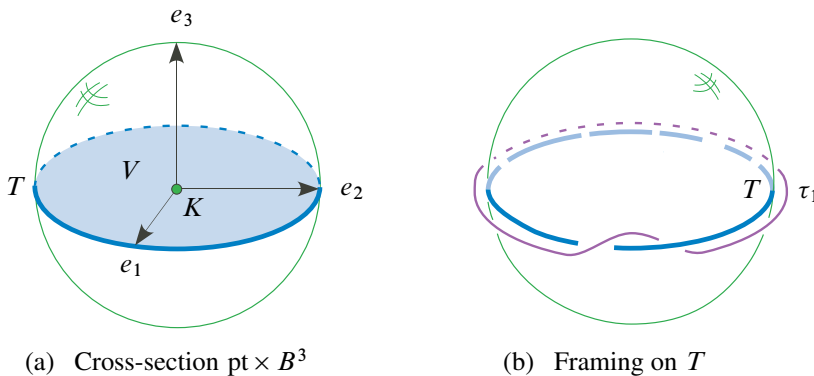 e₃
V
T
e₂
K
e₁
T
τ₁
(a) Cross-section pt × B³
(b) Framing on T